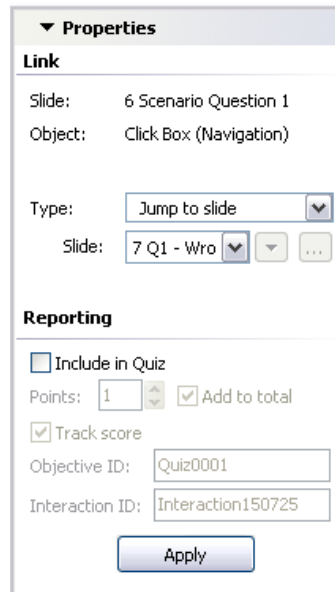 Properties
Link
Slide: 6 Scenario Question 1
Object: Click Box (Navigation)
Type: Jump to slide
Slide: 7 Q1 - Wro ...
Reporting
Include in Quiz
Points: 1 Add to total
Track score
Objective ID: Quiz0001
Interaction ID: Interaction150725
Apply